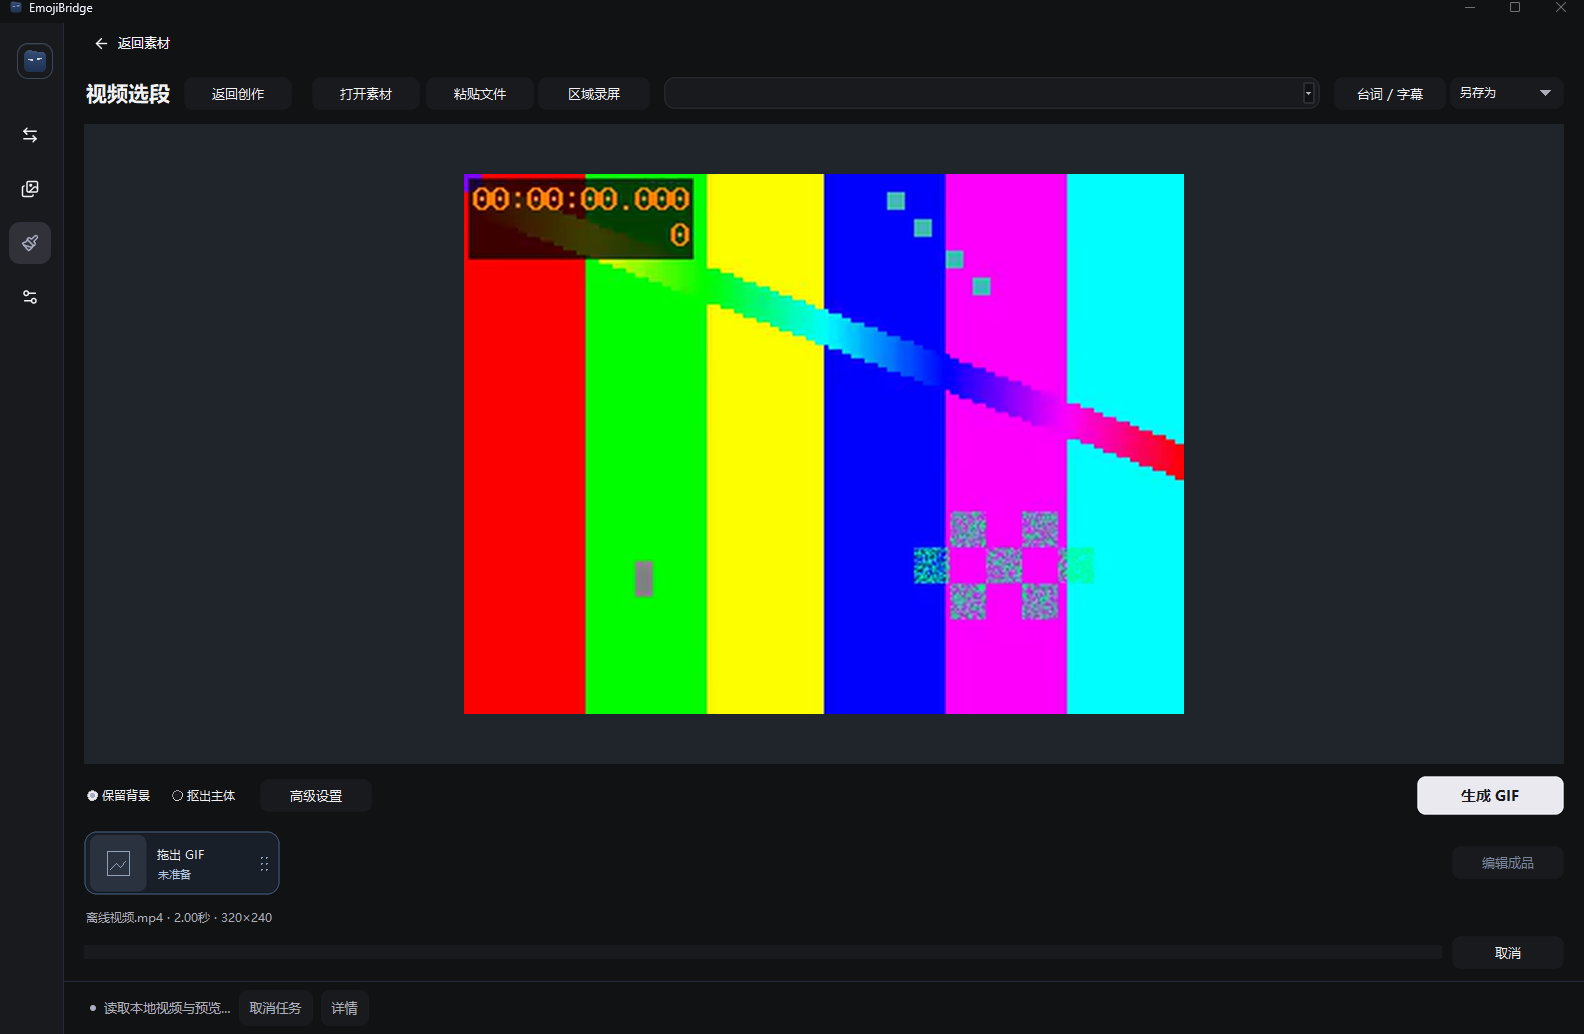 EmojiBridge
返回素材
视频选段
返回创作
打开素材
粘贴文件
区域录屏
台词 / 字幕
另存为
00:00:00.000
0
保留背景
抠出主体
高级设置
生成 GIF
拖出 GIF
未准备
编辑成品
离线视频.mp4 · 2.00秒 · 320×240
取消
读取本地视频与预览...
取消任务
详情